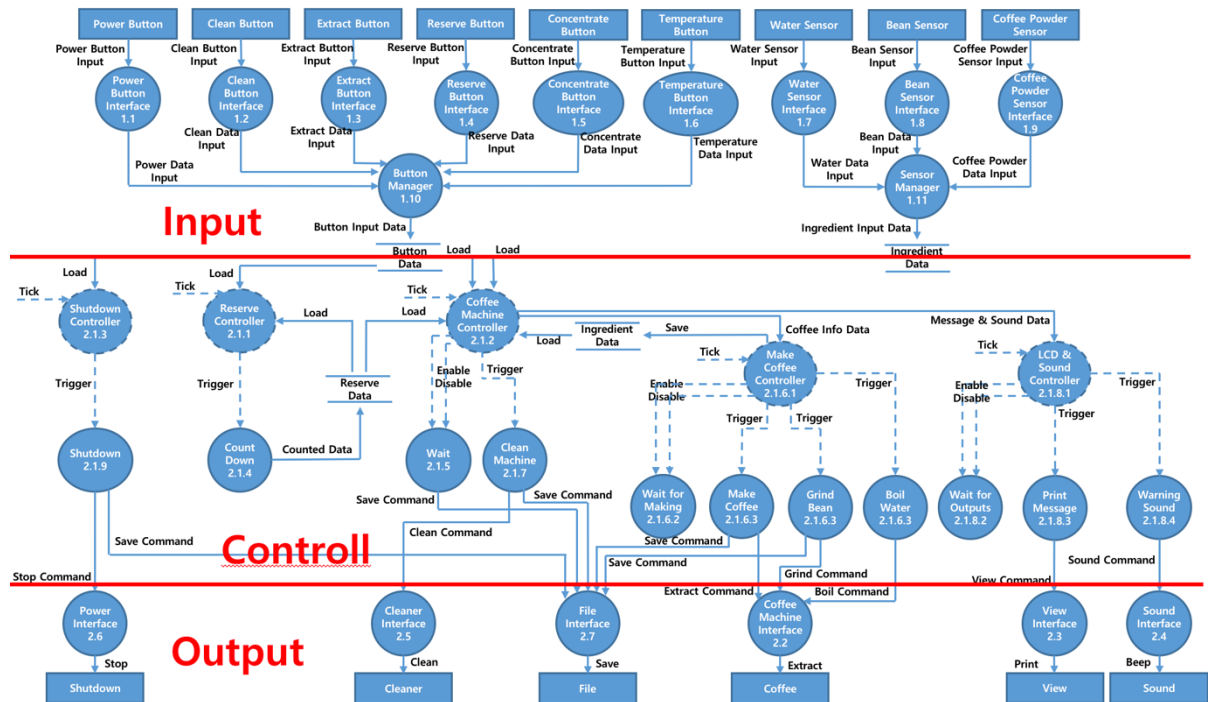 Power Button
Clean Button
Extract Button
Reserve Button
Concentrate
Button
Temperature
Button
Water Sensor
Bean Sensor
Coffee Powder
Sensor
Power Button
Input
Clean Button
Input
Extract Button
Input
Reserve Button
Input
Concentrate
Button Input
Temperature
Button Input
Water Sensor
Input
Bean Sensor
Input
Coffee Powder
Sensor Input
Power
Button
Interface
1.1
Clean
Button
Interface
1.2
Extract
Button
Interface
1.3
Reserve
Button
Interface
1.4
Concentrate
Button
Interface
1.5
Temperature
Button
Interface
1.6
Water
Sensor
Interface
1.7
Bean
Sensor
Interface
1.8
Coffee
Powder
Sensor
Interface
1.9
Power Data
Input
Clean Data
Input
Extract Data
Input
Reserve Data
Input
Concentrate
Data Input
Temperature
Data Input
Water Data
Input
Bean Data
Input
Coffee Powder
Data Input
Button
Manager
1.10
Sensor
Manager
1.11
Input
Button Input Data
Ingredient Input Data
Button
Data
Ingredient
Data
Load
Load
Load
Load
Tick
Tick
Tick
Shutdown
Controller
2.1.3
Reserve
Controller
2.1.1
Coffee
Machine
Controller
2.1.2
Load
Load
Load
Ingredient
Data
Save
Coffee Info Data
Message & Sound Data
Tick
Tick
Make
Coffee
Controller
2.1.6.1
LCD &
Sound
Controller
2.1.8.1
Trigger
Trigger
Reserve
Data
Enable
Disable
Trigger
Enable
Disable
Trigger
Trigger
Trigger
Enable
Disable
Trigger
Trigger
Shutdown
2.1.9
Count
Down
2.1.4
Counted Data
Wait
2.1.5
Clean
Machine
2.1.7
Wait for
Making
2.1.6.2
Make
Coffee
2.1.6.3
Grind
Bean
2.1.6.3
Boil
Water
2.1.6.3
Wait for
Outputs
2.1.8.2
Print
Message
2.1.8.3
Warning
Sound
2.1.8.4
Save Command
Save Command
Clean Command
Save Command
Save Command
Save Command
Controll
Stop Command
Extract Command
Grind Command
Boil Command
View Command
Sound Command
Power
Interface
2.6
Cleaner
Interface
2.5
File
Interface
2.7
Coffee
Machine
Interface
2.2
View
Interface
2.3
Sound
Interface
2.4
Output
Stop
Clean
Save
Extract
Print
Beep
Shutdown
Cleaner
File
Coffee
View
Sound